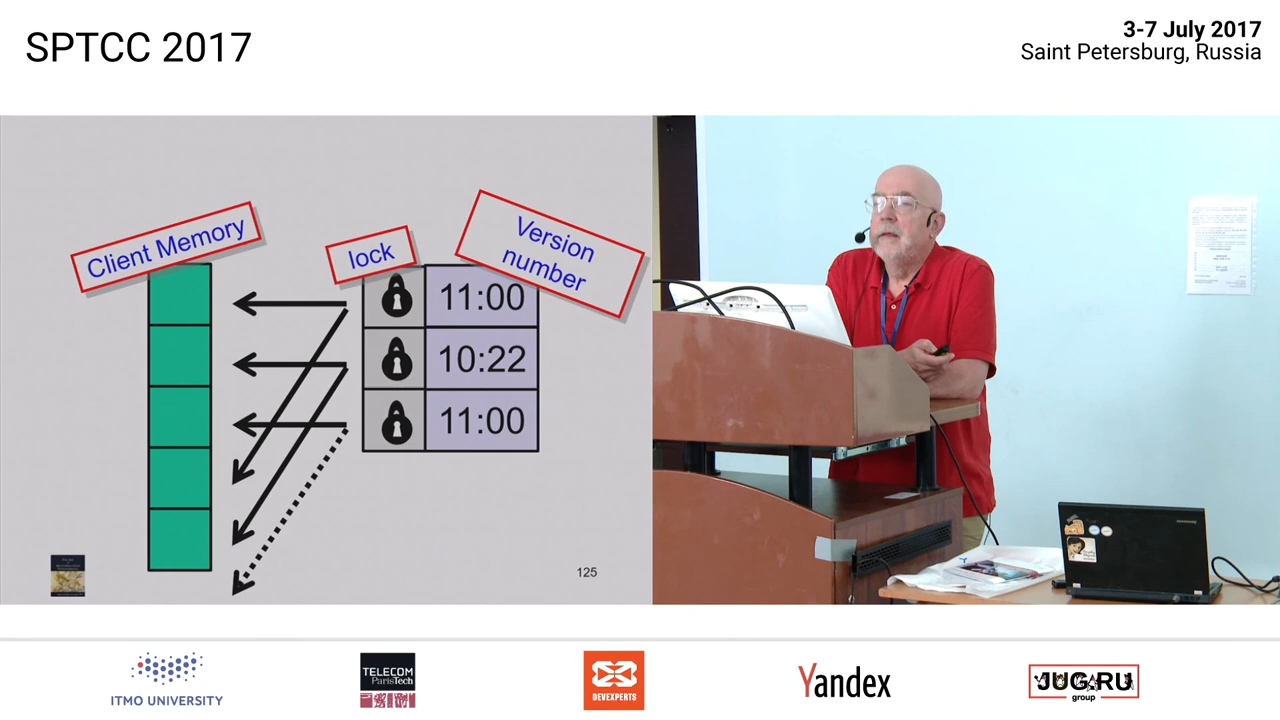 SPTCC 2017
3-7 July 2017
Saint Petersburg, Russia
Client Memory
lock
Version
number
11:00
10:22
11:00
125
ITMO UNIVERSITY
TELECOM
ParisTech
DEVEXPERTS
Yandex
JUG.RU
group